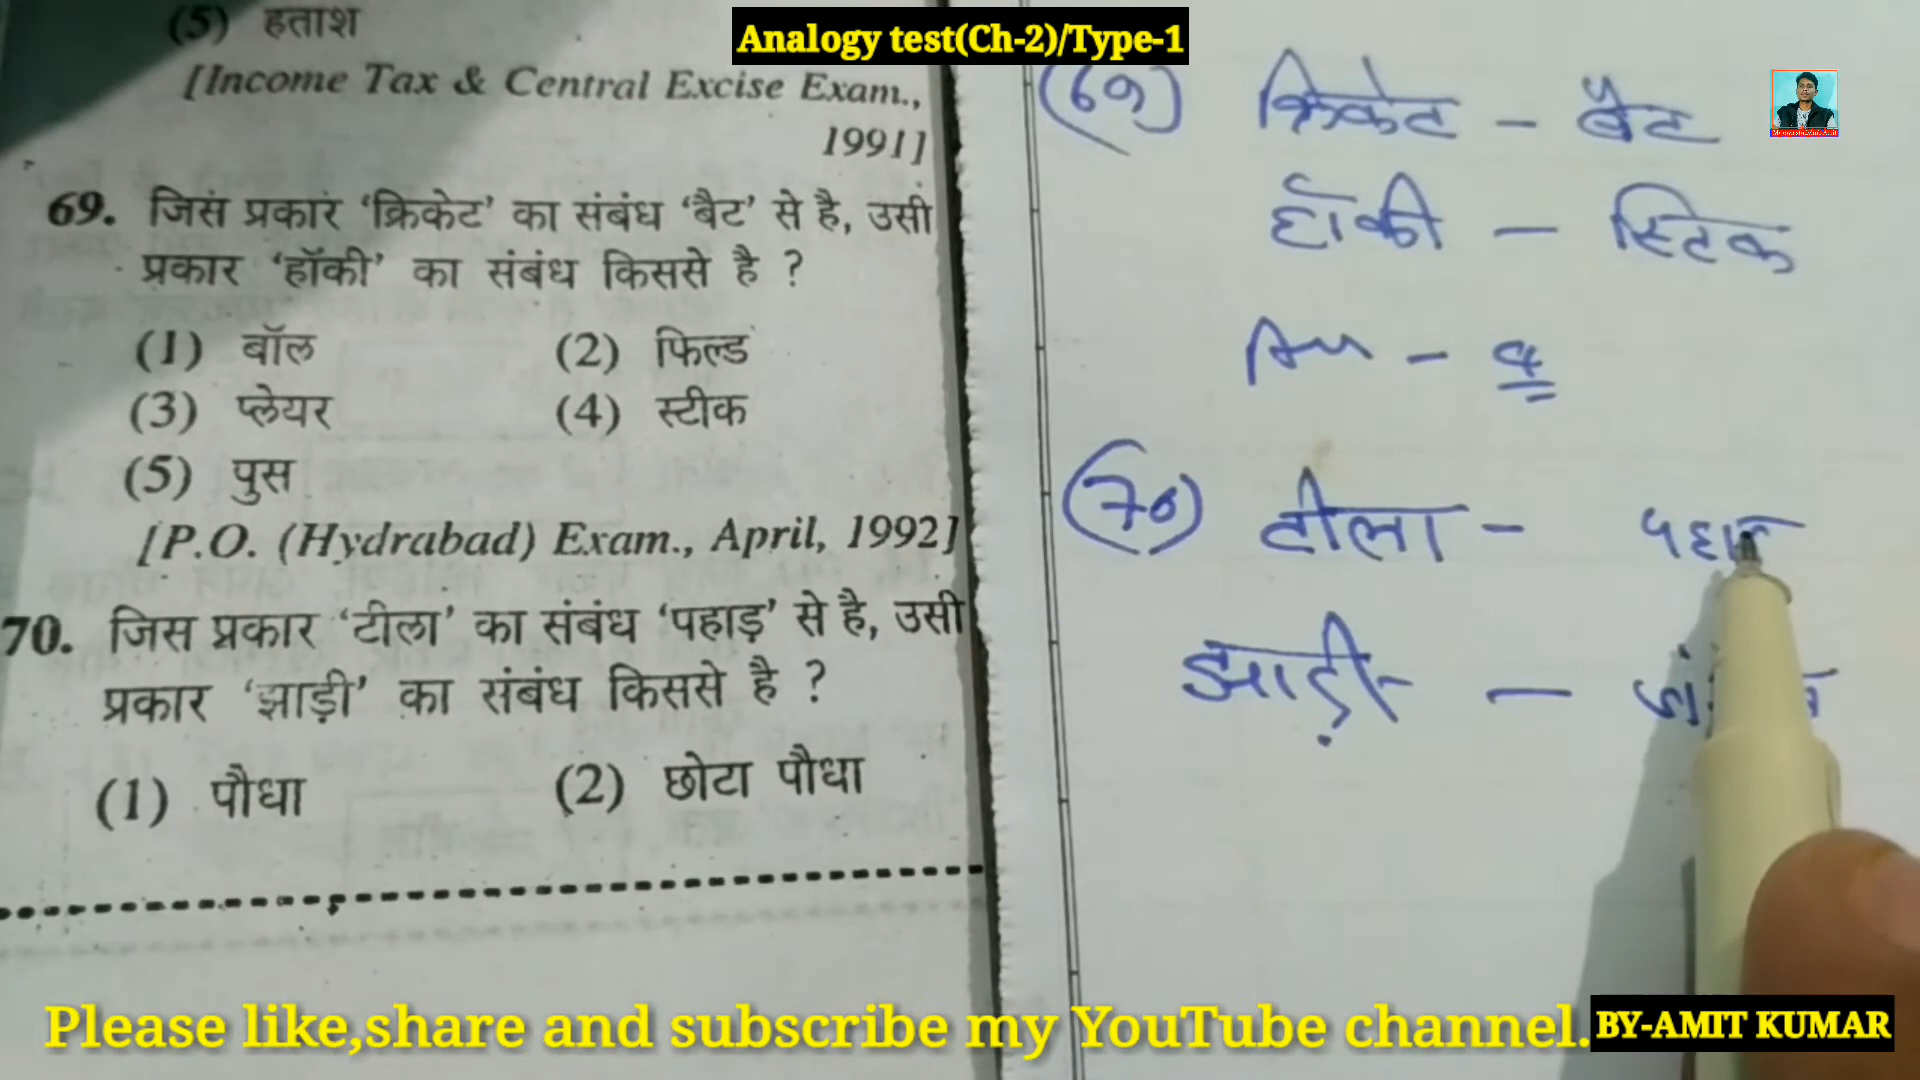 Analogy test(Ch-2)/Type-1
(5) हताश
[Income Tax & Central Excise Exam.,
1991]
69. जिस प्रकार 'क्रिकेट' का संबंध 'बैट' से है, उसी
प्रकार 'हॉकी' का संबंध किससे है ?
(1) बॉल (2) फिल्ड
(3) प्लेयर (4) स्टीक
(5) पुस
[P.O. (Hydrabad) Exam., April, 1992]
70. जिस प्रकार 'टीला' का संबंध 'पहाड़' से है, उसी
प्रकार 'झाड़ी' का संबंध किससे है ?
(1) पौधा (2) छोटा पौधा
(69) क्रिकेट - बैट
हॉकी - स्टिक
Ans - 4
(70) टीला -
झाड़ी -
Please like,share and subscribe my YouTube channel.
BY-AMIT KUMAR